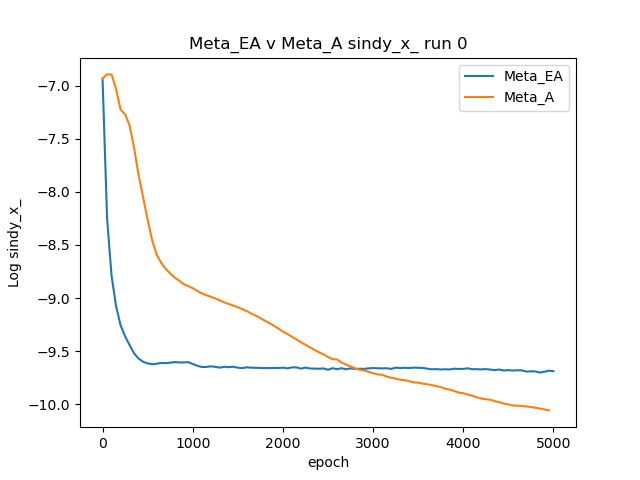 Meta_EA v Meta_A sindy_x_ run 0
Meta_EA
Meta_A
Log sindy_x_
−7.0
−7.5
−8.0
−8.5
−9.0
−9.5
−10.0
0 1000 2000 3000 4000 5000
epoch